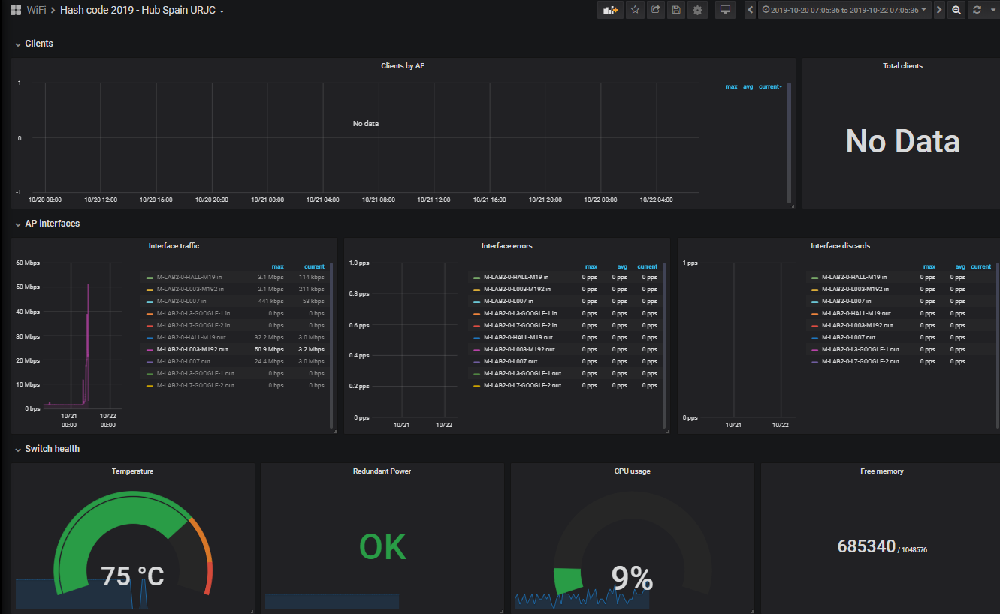 WiFi > Hash code 2019 - Hub Spain URJC
2019-10-20 07:05:36 to 2019-10-22 07:05:36
Clients
Clients by AP
1
0
-1
No data
10/20 08:00 10/20 12:00 10/20 16:00 10/20 20:00 10/21 00:00 10/21 04:00 10/21 08:00 10/21 12:00 10/21 16:00 10/21 20:00 10/22 00:00 10/22 04:00
max avg current
Total clients
No Data
AP interfaces
Interface traffic
60 Mbps
50 Mbps
40 Mbps
30 Mbps
20 Mbps
10 Mbps
0 bps
10/21 00:00
10/22 00:00
max current
M-LAB2-0-HALL-M19 in 3.1 Mbps 114 kbps
M-LAB2-0-L003-M192 in 2.1 Mbps 211 kbps
M-LAB2-0-L007 in 441 kbps 53 kbps
M-LAB2-0-L3-GOOGLE-1 in 0 bps 0 bps
M-LAB2-0-L7-GOOGLE-2 in 0 bps 0 bps
M-LAB2-0-HALL-M19 out 32.2 Mbps 3.0 Mbps
M-LAB2-0-L003-M192 out 50.9 Mbps 3.2 Mbps
M-LAB2-0-L007 out 24.4 Mbps 3.0 Mbps
M-LAB2-0-L3-GOOGLE-1 out 0 bps 0 bps
M-LAB2-0-L7-GOOGLE-2 out 0 bps 0 bps
Interface errors
1.0 pps
0.8 pps
0.6 pps
0.4 pps
0.2 pps
0 pps
10/21 10/22
max avg current
M-LAB2-0-HALL-M19 in 0 pps 0 pps 0 pps
M-LAB2-0-L003-M192 in 0 pps 0 pps 0 pps
M-LAB2-0-L007 in 0 pps 0 pps 0 pps
M-LAB2-0-L3-GOOGLE-1 in 0 pps 0 pps 0 pps
M-LAB2-0-L7-GOOGLE-2 in 0 pps 0 pps 0 pps
M-LAB2-0-HALL-M19 out 0 pps 0 pps 0 pps
M-LAB2-0-L003-M192 out 0 pps 0 pps 0 pps
M-LAB2-0-L007 out 0 pps 0 pps 0 pps
M-LAB2-0-L3-GOOGLE-1 out 0 pps 0 pps 0 pps
M-LAB2-0-L7-GOOGLE-2 out 0 pps 0 pps 0 pps
Interface discards
1 pps
0 pps
10/21 10/22
max avg current
M-LAB2-0-HALL-M19 in 0 pps 0 pps
M-LAB2-0-L003-M192 in 0 pps 0 pps
M-LAB2-0-L007 in 0 pps 0 pps
M-LAB2-0-HALL-M19 out 0 pps 0 pps
M-LAB2-0-L003-M192 out 0 pps 0 pps
M-LAB2-0-L007 out 0 pps 0 pps
M-LAB2-0-L3-GOOGLE-1 out 0 pps 0 pps
M-LAB2-0-L7-GOOGLE-2 out 0 pps 0 pps
Switch health
Temperature
75 °C
Redundant Power
OK
CPU usage
9%
Free memory
685340 / 1048576